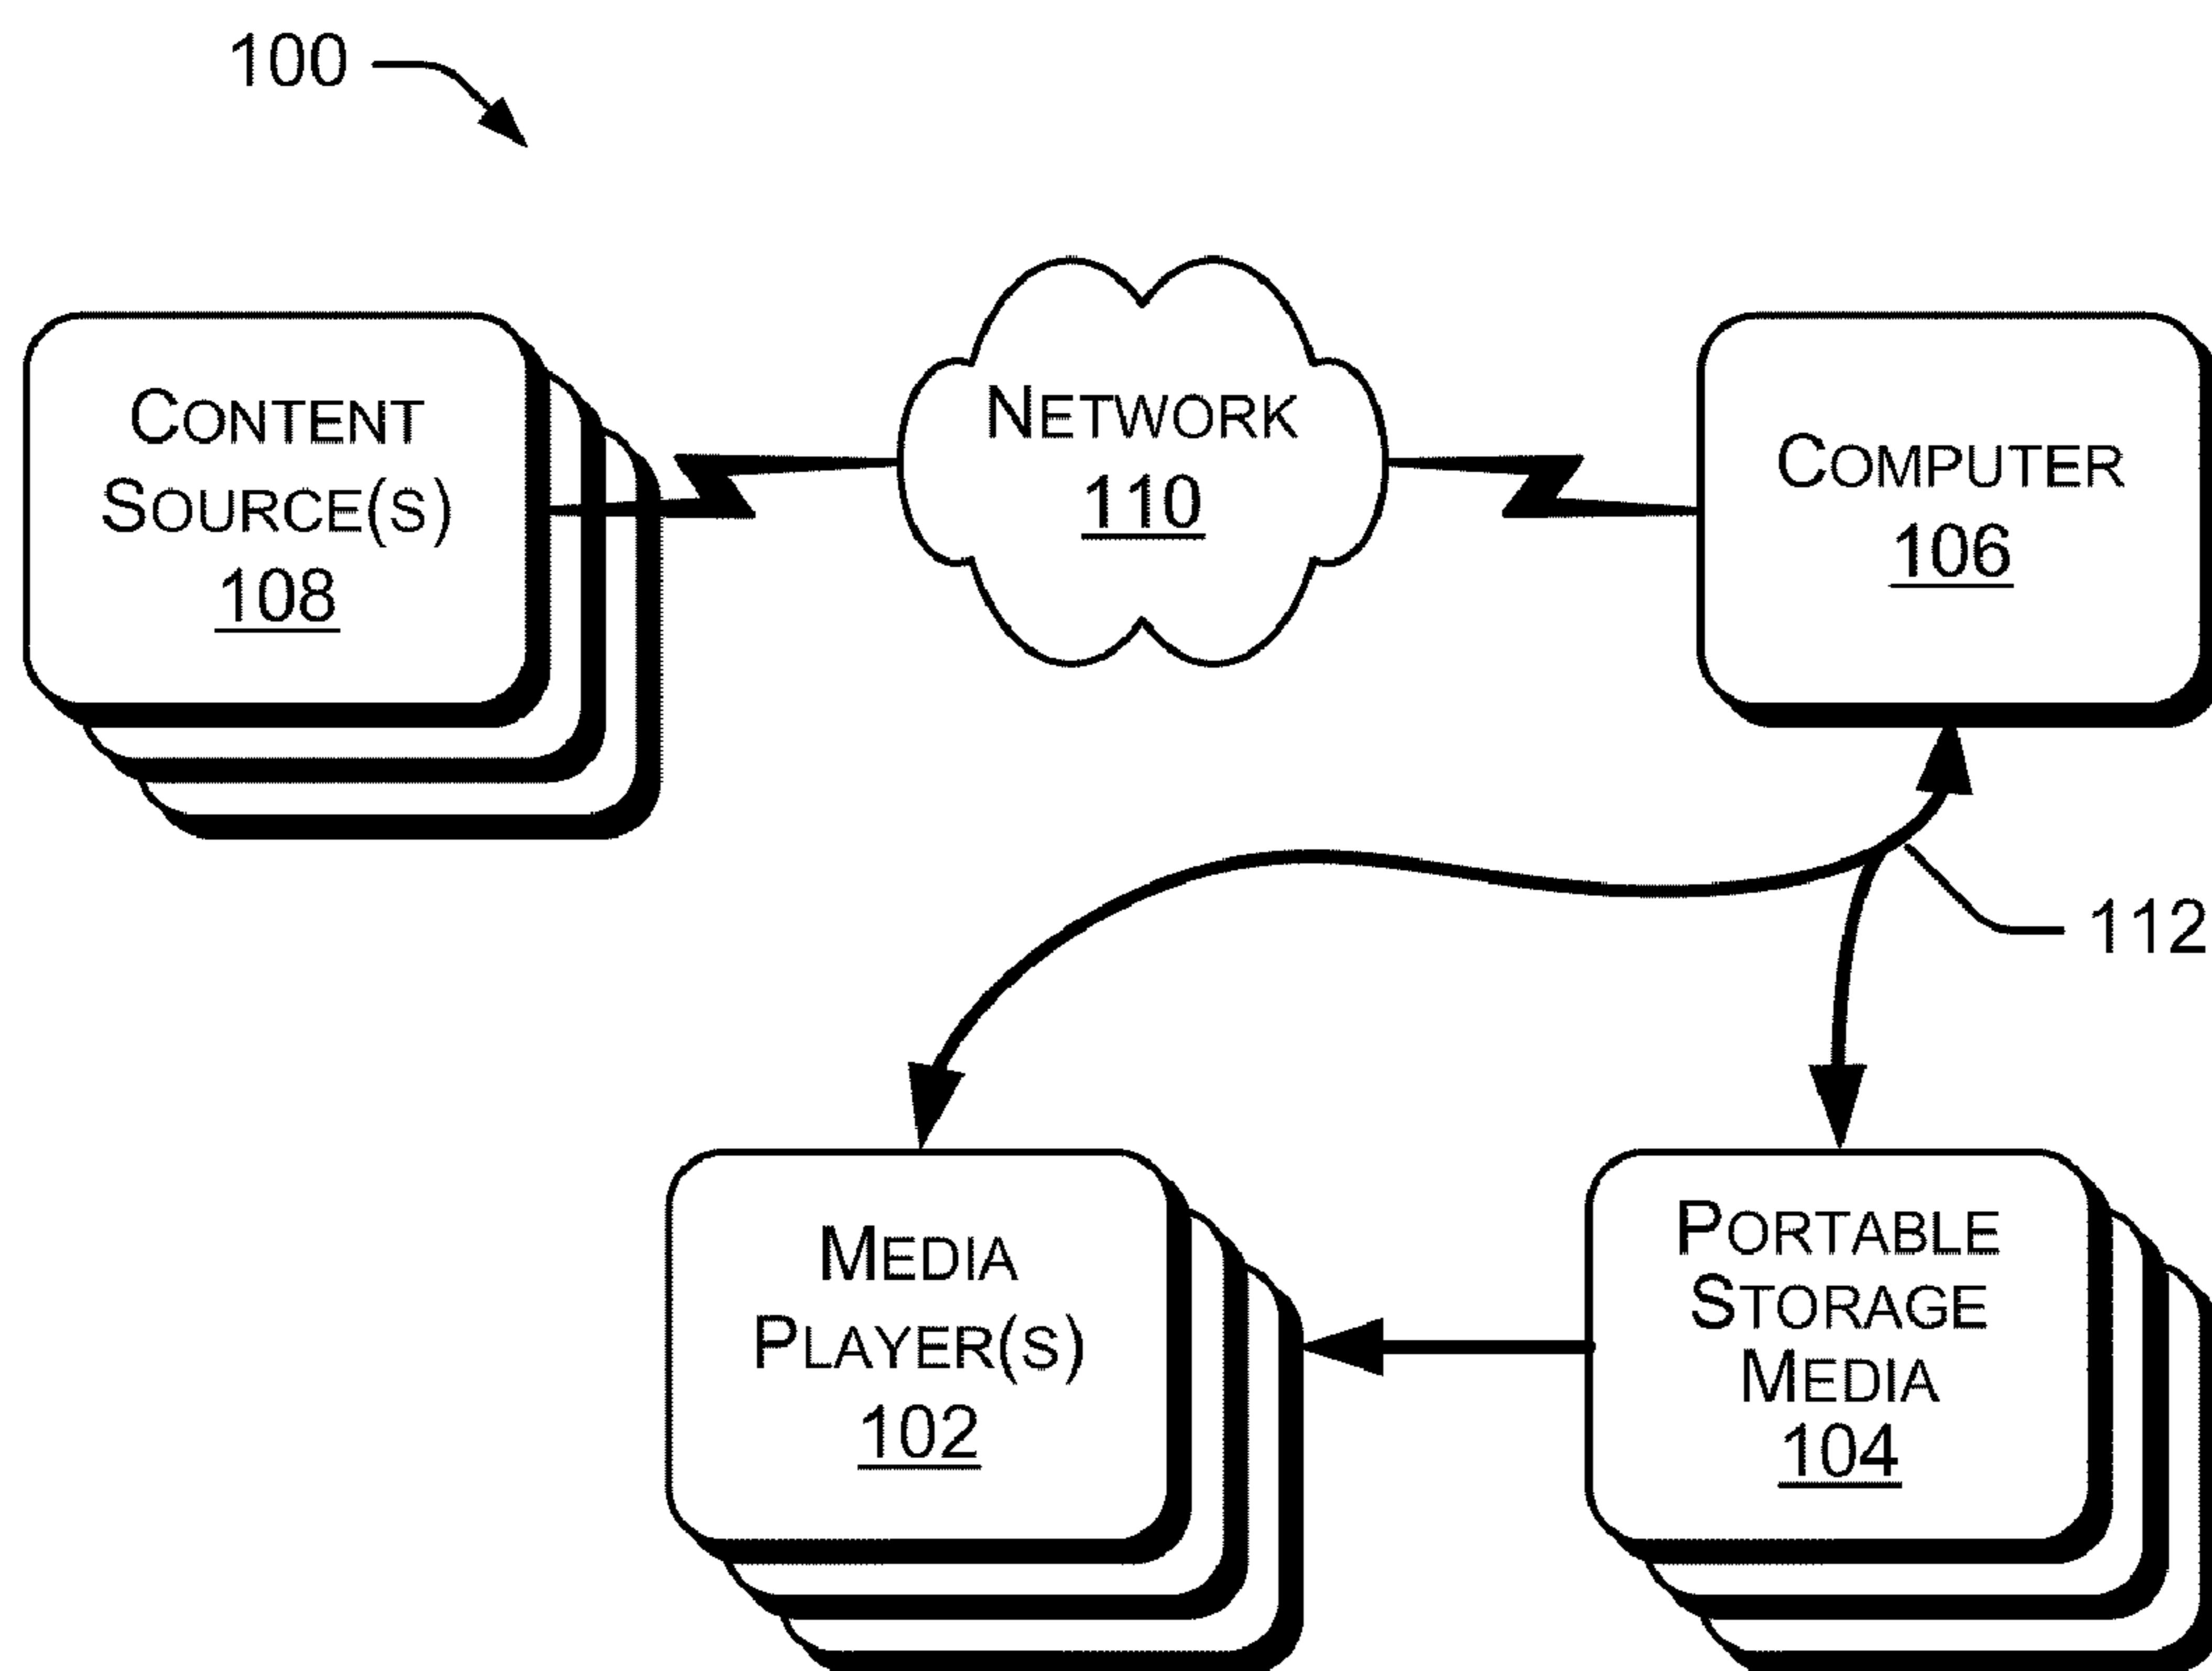 100
CONTENT
SOURCE(S)
108
NETWORK
110
COMPUTER
106
112
MEDIA
PLAYER(S)
102
PORTABLE
STORAGE
MEDIA
104